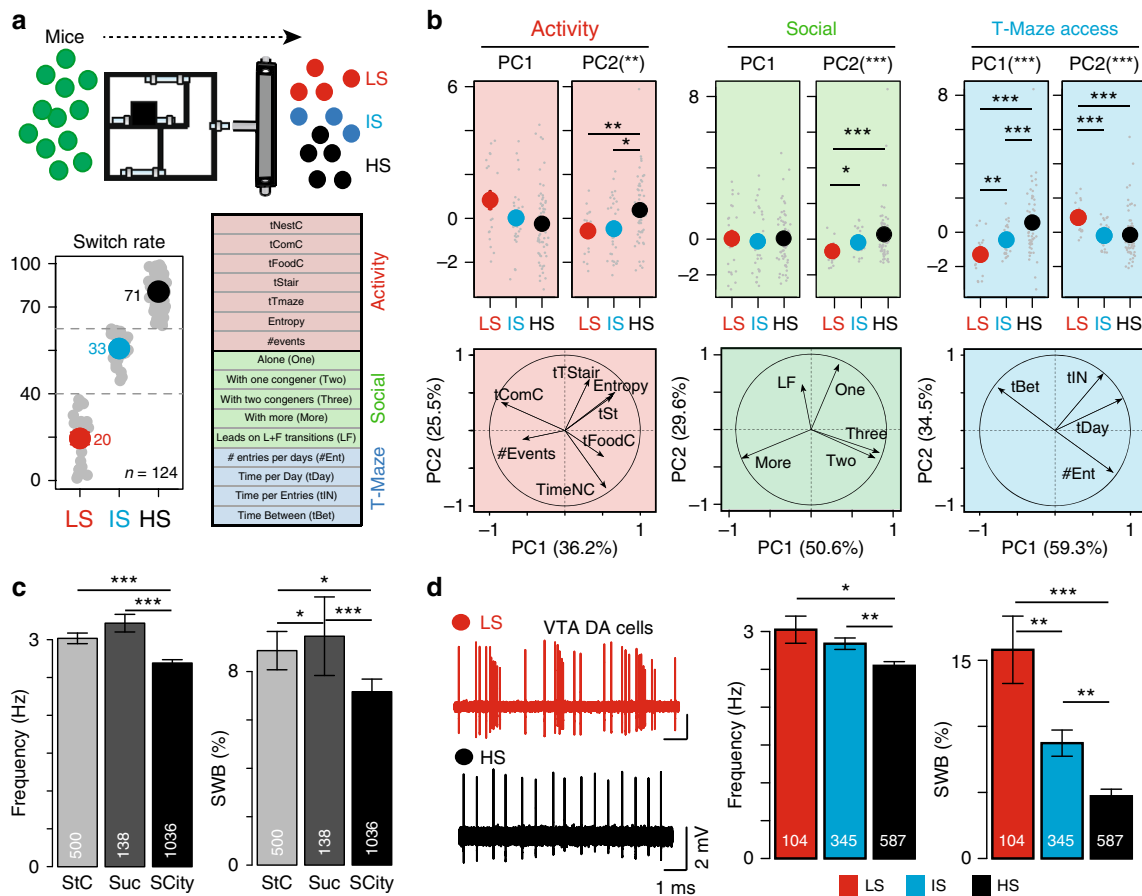 a
Mice
LS
IS
HS
Switch rate
100
70
40
0
71
33
20
n = 124
LS IS HS
tNestC
tComC
tFoodC
tStair
tTmaze
Entropy
#events
Alone (One)
With one congener (Two)
With two congeners (Three)
With more (More)
Leads on L+F transitions (LF)
# entries per days (#Ent)
Time per Day (tDay)
Time per Entries (tIN)
Time Between (tBet)
Activity
Social
T-Maze
b
Activity
PC1 PC2(**)
6
2
0
−2
**
*
LS IS HS LS IS HS
1
−1
PC2 (25.5%)
tTStair
Entropy
tComC
tSt
tFoodC
#Events
TimeNC
−1 1
PC1 (36.2%)
Social
PC1 PC2(***)
8
4
0
−2
***
*
LS IS HS LS IS HS
1
−1
PC2 (29.6%)
LF
One
Three
More
Two
−1 1
PC1 (50.6%)
T-Maze access
PC1(***) PC2(***)
8
2
0
−2
***
***
**
***
***
LS IS HS LS IS HS
1
−1
PC2 (34.5%)
tBet
tIN
tDay
#Ent
−1 1
PC1 (59.3%)
c
***
***
3
0
Frequency (Hz)
500
138
1036
StC Suc SCity
*
*
***
8
0
SWB (%)
500
138
1036
StC Suc SCity
d
LS
VTA DA cells
HS
2 mV
1 ms
*
**
3
0
Frequency (Hz)
104
345
587
***
**
**
15
0
SWB (%)
104
345
587
LS IS HS